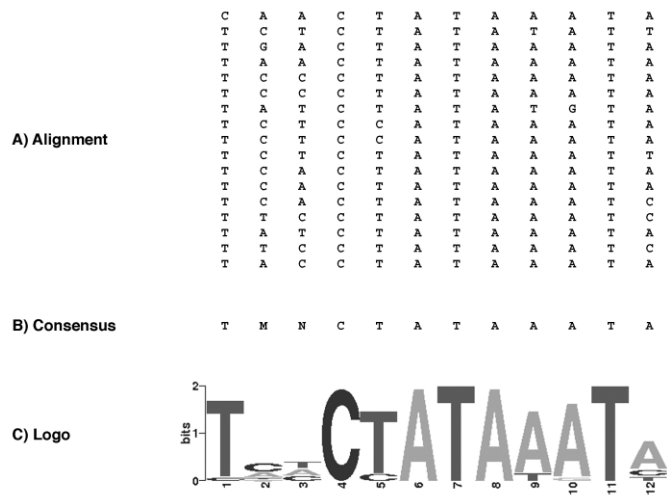 C A A C T A T A A A T A
T C T C T A T A T A T T
T G A C T A T A A A T A
T A A C T A T A A A T A
T C C C T A T A A A T A
T C C C T A T A A A T A
T A T C T A T A T G T A
T C T C C A T A A A T A
T C T C C A T A A A T A
T C T C T A T A A A T T
T C A C T A T A A A T A
T C A C T A T A A A T A
T C A C T A T A A A T C
T T C C T A T A A A T C
T A T C T A T A A A T A
T T C C T A T A A A T C
T A C C T A T A A A T A
A) Alignment
B) Consensus T M N C T A T A A A T A
C) Logo
2
1
0
bits
T C A T A C C T C A T A A T A T A C T
1 2 3 4 5 6 7 8 9 10 11 12